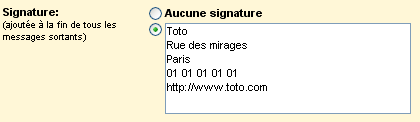 Signature:
(ajoutée à la fin de tous les
messages sortants)
Aucune signature
Toto
Rue des mirages
Paris
01 01 01 01 01
http://www.toto.com